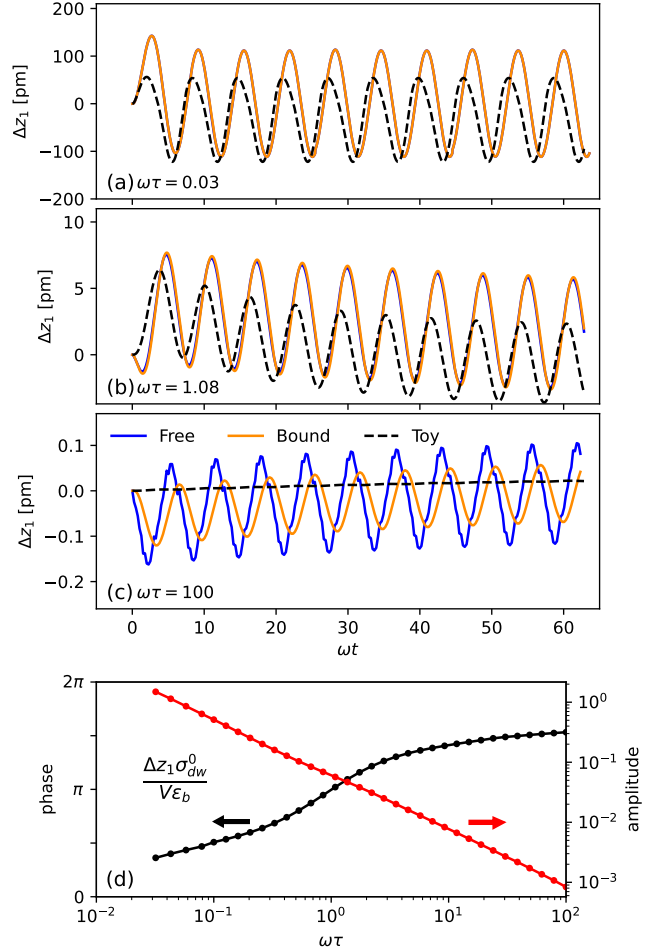 200
100
0
−100
−200
Δz₁ [pm]
(a) ωτ = 0.03
10
5
0
Δz₁ [pm]
(b) ωτ = 1.08
Free Bound Toy
0.1
0.0
−0.1
−0.2
Δz₁ [pm]
(c) ωτ = 100
0 10 20 30 40 50 60
ωt
2π
π
0
phase
Δz₁σ⁰_dw
Vε_b
(d)
10⁰
10⁻¹
10⁻²
10⁻³
amplitude
10⁻² 10⁻¹ 10⁰ 10¹ 10²
ωτ